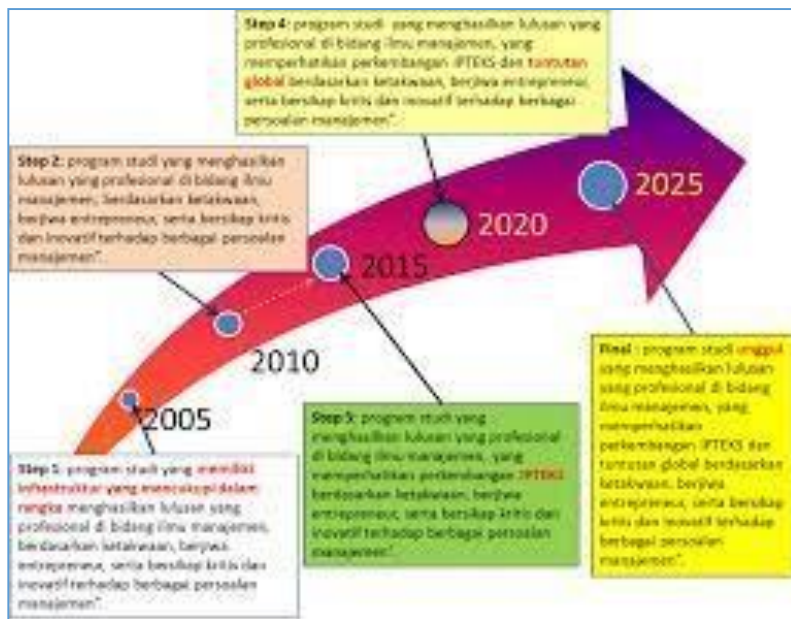 Step 4: program studi yang menghasilkan lulusan yang
profesional di bidang ilmu manajemen, yang
memperhatikan perkembangan IPTEKS dan tuntutan
global berdasarkan ketakwaan, berjiwa entrepreneur,
serta bersikap kritis dan inovatif terhadap berbagai
persoalan manajemen".
Step 2: program studi yang menghasilkan
lulusan yang profesional di bidang ilmu
manajemen, berdasarkan ketakwaan,
berjiwa entrepreneur, serta bersikap kritis
dan inovatif terhadap berbagai persoalan
manajemen".
2025
2020
2015
2010
2005
Step 1: program studi yang memiliki
infrastruktur yang mencukupi dalam
rangka menghasilkan lulusan yang
profesional di bidang ilmu manajemen,
berdasarkan ketakwaan, berjiwa
entrepreneur, serta bersikap kritis dan
inovatif terhadap berbagai persoalan
manajemen".
Step 3: program studi yang
menghasilkan lulusan yang profesional
di bidang ilmu manajemen, yang
memperhatikan perkembangan IPTEKS
berdasarkan ketakwaan, berjiwa
entrepreneur, serta bersikap kritis dan
inovatif terhadap berbagai persoalan
manajemen".
Final : program studi unggul
yang menghasilkan lulusan
yang profesional di bidang
ilmu manajemen, yang
memperhatikan
perkembangan IPTEKS dan
tuntutan global berdasarkan
ketakwaan, berjiwa
entrepreneur, serta bersikap
kritis dan inovatif terhadap
berbagai persoalan
manajemen".